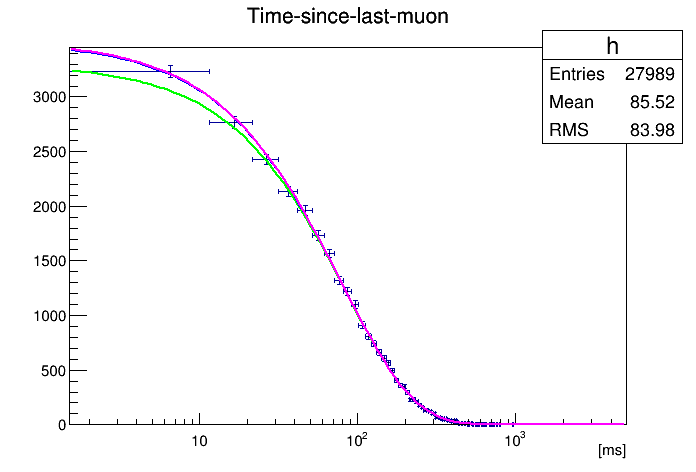 Time-since-last-muon
h
Entries 27989
Mean 85.52
RMS 83.98
3000
2500
2000
1500
1000
500
0
10 10² 10³
[ms]